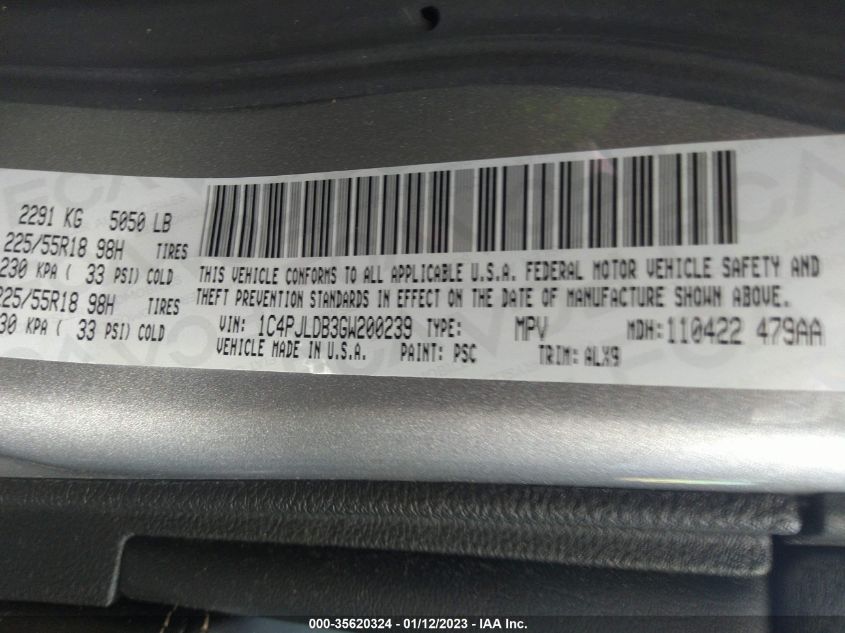 2291 KG 5050 LB
225/55R18 98H TIRES
230 KPA ( 33 PSI) COLD
225/55R18 98H TIRES
30 KPA ( 33 PSI) COLD
THIS VEHICLE CONFORMS TO ALL APPLICABLE U.S.A. FEDERAL MOTOR VEHICLE SAFETY AND
THEFT PREVENTION STANDARDS IN EFFECT ON THE DATE OF MANUFACTURE SHOWN ABOVE.
VIN: 1C4PJLDB3GW200239 TYPE: MPV MDH: 110422 479AA
VEHICLE MADE IN U.S.A. PAINT: PSC TRIM: ALX9
000-35620324 - 01/12/2023 - IAA Inc.